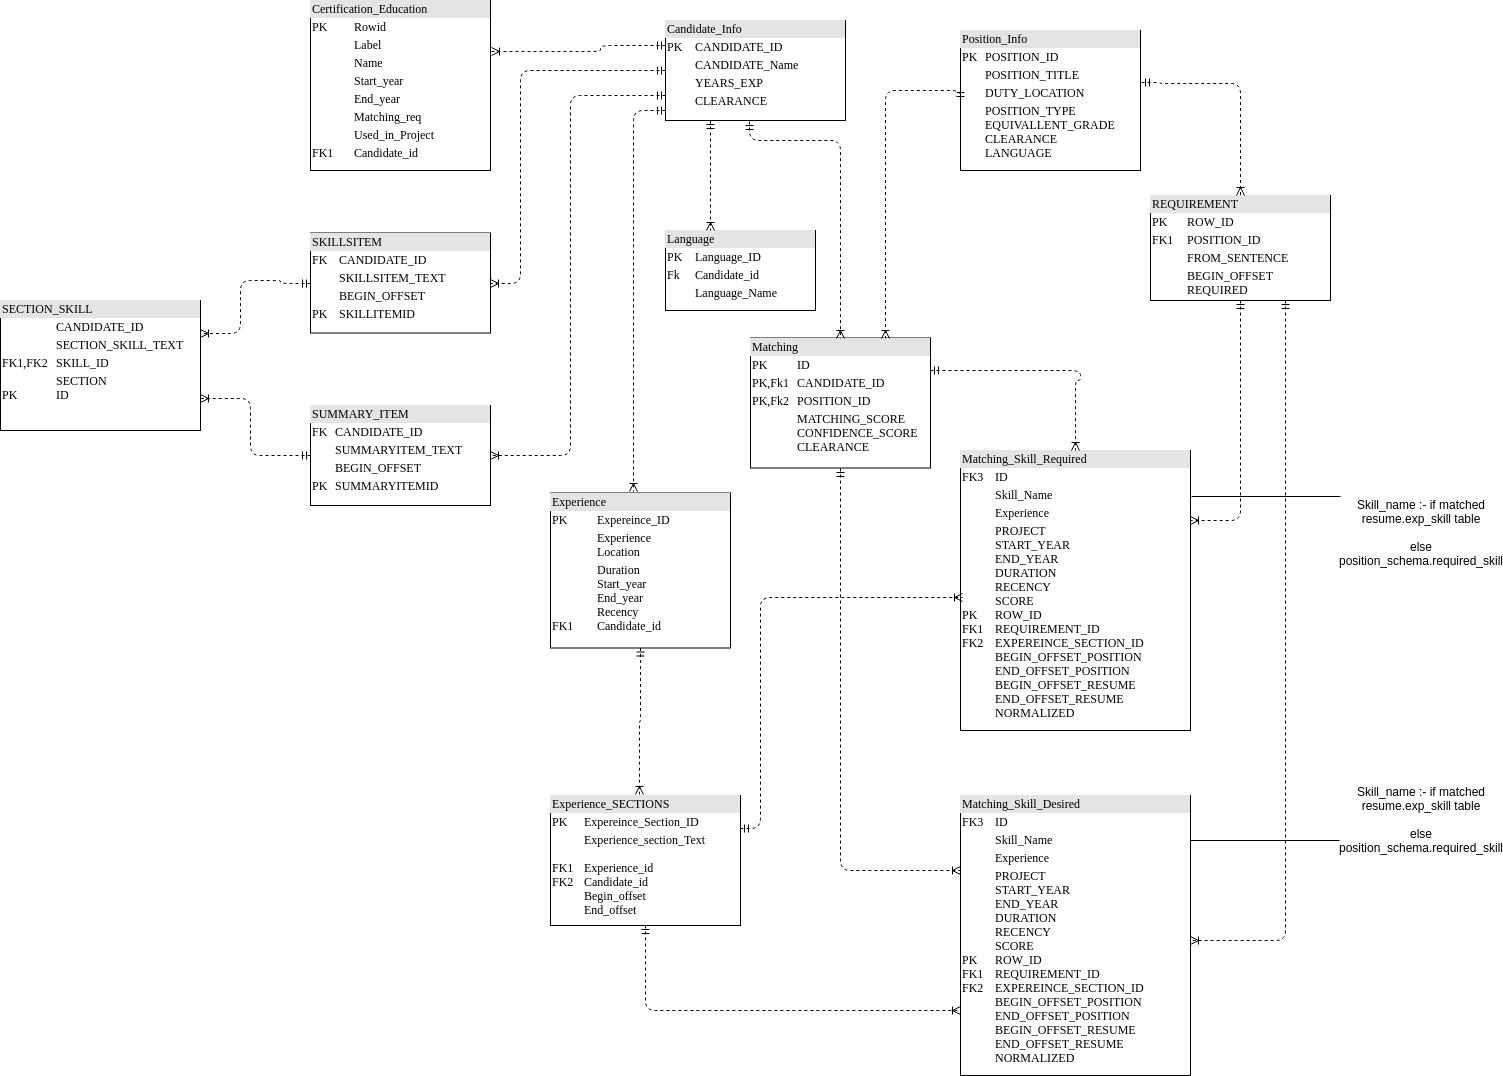 Certification_Education
PK Rowid
Label
Name
Start_year
End_year
Matching_req
Used_in_Project
FK1 Candidate_id
Candidate_Info
PK CANDIDATE_ID
CANDIDATE_Name
YEARS_EXP
CLEARANCE
Position_Info
PK POSITION_ID
POSITION_TITLE
DUTY_LOCATION
POSITION_TYPE
EQUIVALLENT_GRADE
CLEARANCE
LANGUAGE
REQUIREMENT
PK ROW_ID
FK1 POSITION_ID
FROM_SENTENCE
BEGIN_OFFSET
REQUIRED
SKILLSITEM
FK CANDIDATE_ID
SKILLSITEM_TEXT
BEGIN_OFFSET
PK SKILLITEMID
Language
PK Language_ID
Fk Candidate_id
Language_Name
SECTION_SKILL
CANDIDATE_ID
SECTION_SKILL_TEXT
FK1,FK2 SKILL_ID
SECTION
PK ID
SUMMARY_ITEM
FK CANDIDATE_ID
SUMMARYITEM_TEXT
BEGIN_OFFSET
PK SUMMARYITEMID
Matching
PK ID
PK,Fk1 CANDIDATE_ID
PK,Fk2 POSITION_ID
MATCHING_SCORE
CONFIDENCE_SCORE
CLEARANCE
Experience
PK Expereince_ID
Experience
Location
Duration
Start_year
End_year
Recency
FK1 Candidate_id
Matching_Skill_Required
FK3 ID
Skill_Name
Experience
PROJECT
START_YEAR
END_YEAR
DURATION
RECENCY
SCORE
PK ROW_ID
FK1 REQUIREMENT_ID
FK2 EXPEREINCE_SECTION_ID
BEGIN_OFFSET_POSITION
END_OFFSET_POSITION
BEGIN_OFFSET_RESUME
END_OFFSET_RESUME
NORMALIZED
Skill_name :- if matched
resume.exp_skill table
else
position_schema.required_skill
Experience_SECTIONS
PK Expereince_Section_ID
Experience_section_Text
FK1 Experience_id
FK2 Candidate_id
Begin_offset
End_offset
Matching_Skill_Desired
FK3 ID
Skill_Name
Experience
PROJECT
START_YEAR
END_YEAR
DURATION
RECENCY
SCORE
PK ROW_ID
FK1 REQUIREMENT_ID
FK2 EXPEREINCE_SECTION_ID
BEGIN_OFFSET_POSITION
END_OFFSET_POSITION
BEGIN_OFFSET_RESUME
END_OFFSET_RESUME
NORMALIZED
Skill_name :- if matched
resume.exp_skill table
else
position_schema.required_skill